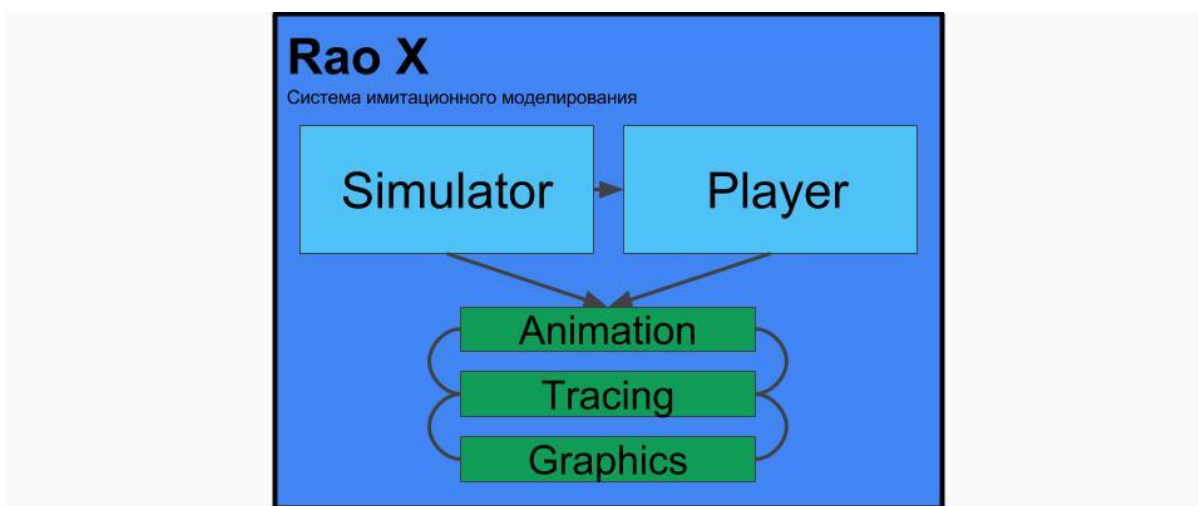 Rao X
Система имитационного моделирования
Simulator
Player
Animation
Tracing
Graphics